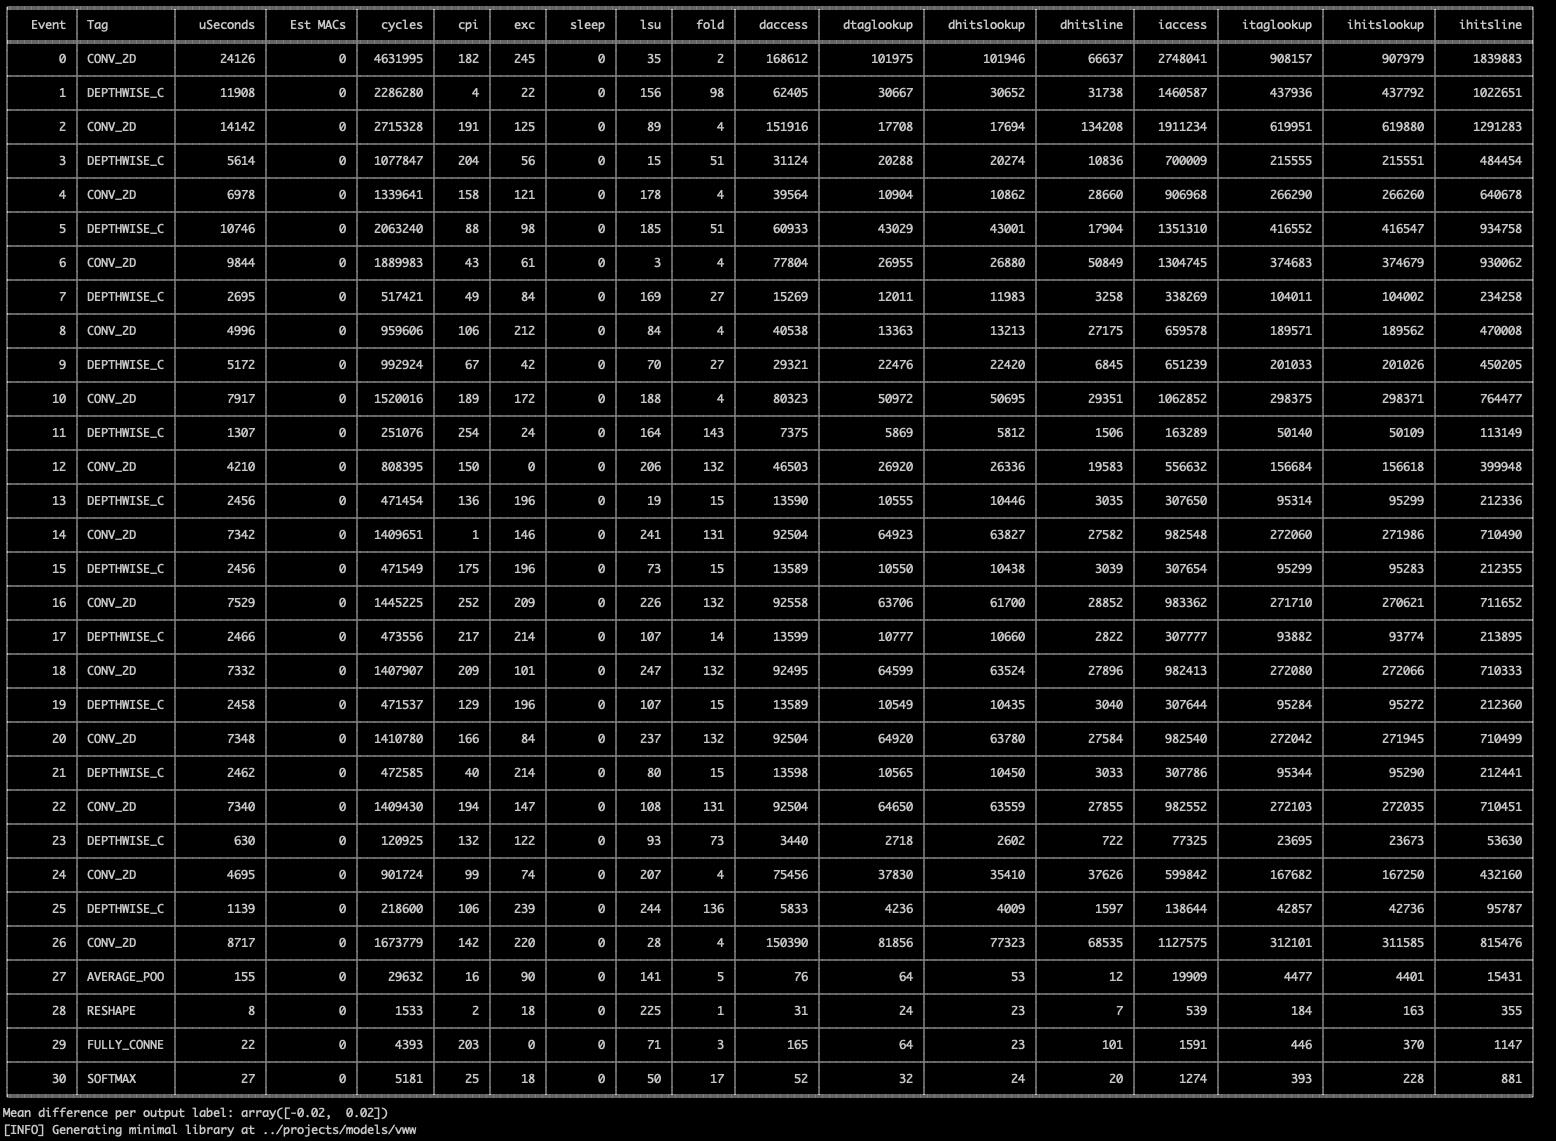 Event Tag uSeconds Est MACs cycles cpi exc sleep lsu fold daccess dtaglookup dhitslookup dhitsline iaccess itaglookup ihitslookup ihitsline
0 CONV_2D 24126 0 4631995 182 245 0 35 2 168612 101975 101946 66637 2748041 908157 907979 1839883
1 DEPTHWISE_C 11908 0 2286280 4 22 0 156 98 62405 30667 30652 31738 1460587 437936 437792 1022651
2 CONV_2D 14142 0 2715328 191 125 0 89 4 151916 17708 17694 134208 1911234 619951 619880 1291283
3 DEPTHWISE_C 5614 0 1077847 204 56 0 15 51 31124 20288 20274 10836 700009 215555 215551 484454
4 CONV_2D 6978 0 1339641 158 121 0 178 4 39564 10904 10862 28660 906968 266290 266260 640678
5 DEPTHWISE_C 10746 0 2063240 88 98 0 185 51 60933 43029 43001 17904 1351310 416552 416547 934758
6 CONV_2D 9844 0 1889983 43 61 0 3 4 77804 26955 26880 50849 1304745 374683 374679 930062
7 DEPTHWISE_C 2695 0 517421 49 84 0 169 27 15269 12011 11983 3258 338269 104011 104002 234258
8 CONV_2D 4996 0 959606 106 212 0 84 4 40538 13363 13213 27175 659578 189571 189562 470008
9 DEPTHWISE_C 5172 0 992924 67 42 0 70 27 29321 22476 22420 6845 651239 201033 201026 450205
10 CONV_2D 7917 0 1520016 189 172 0 188 4 80323 50972 50695 29351 1062852 298375 298371 764477
11 DEPTHWISE_C 1307 0 251076 254 24 0 164 143 7375 5869 5812 1506 163289 50140 50109 113149
12 CONV_2D 4210 0 808395 150 0 0 206 132 46503 26920 26336 19583 556632 156684 156618 399948
13 DEPTHWISE_C 2456 0 471454 136 196 0 19 15 13590 10555 10446 3035 307650 95314 95299 212336
14 CONV_2D 7342 0 1409651 1 146 0 241 131 92504 64923 63827 27582 982548 272060 271986 710490
15 DEPTHWISE_C 2456 0 471549 175 196 0 73 15 13589 10550 10438 3039 307654 95299 95283 212355
16 CONV_2D 7529 0 1445225 252 209 0 226 132 92558 63706 61700 28852 983362 271710 270621 711652
17 DEPTHWISE_C 2466 0 473556 217 214 0 107 14 13599 10777 10660 2822 307777 93882 93774 213895
18 CONV_2D 7332 0 1407907 209 101 0 247 132 92495 64599 63524 27896 982413 272080 272066 710333
19 DEPTHWISE_C 2458 0 471537 129 196 0 107 15 13589 10549 10435 3040 307644 95284 95272 212360
20 CONV_2D 7348 0 1410780 166 84 0 237 132 92504 64920 63780 27584 982540 272042 271945 710499
21 DEPTHWISE_C 2462 0 472585 40 214 0 80 15 13598 10565 10450 3033 307786 95344 95290 212441
22 CONV_2D 7340 0 1409430 194 147 0 108 131 92504 64650 63559 27855 982552 272103 272035 710451
23 DEPTHWISE_C 630 0 120925 132 122 0 93 73 3440 2718 2602 722 77325 23695 23673 53630
24 CONV_2D 4695 0 901724 99 74 0 207 4 75456 37830 35410 37626 599842 167682 167250 432160
25 DEPTHWISE_C 1139 0 218600 106 239 0 244 136 5833 4236 4009 1597 138644 42857 42736 95787
26 CONV_2D 8717 0 1673779 142 220 0 28 4 150390 81856 77323 68535 1127575 312101 311585 815476
27 AVERAGE_POO 155 0 29632 16 90 0 141 5 76 64 53 12 19909 4477 4401 15431
28 RESHAPE 8 0 1533 2 18 0 225 1 31 24 23 7 539 184 163 355
29 FULLY_CONNE 22 0 4393 203 0 0 71 3 165 64 23 101 1591 446 370 1147
30 SOFTMAX 27 0 5181 25 18 0 50 17 52 32 24 20 1274 393 228 881
Mean difference per output label: array([-0.02,  0.02])
[INFO] Generating minimal library at ../projects/models/vww